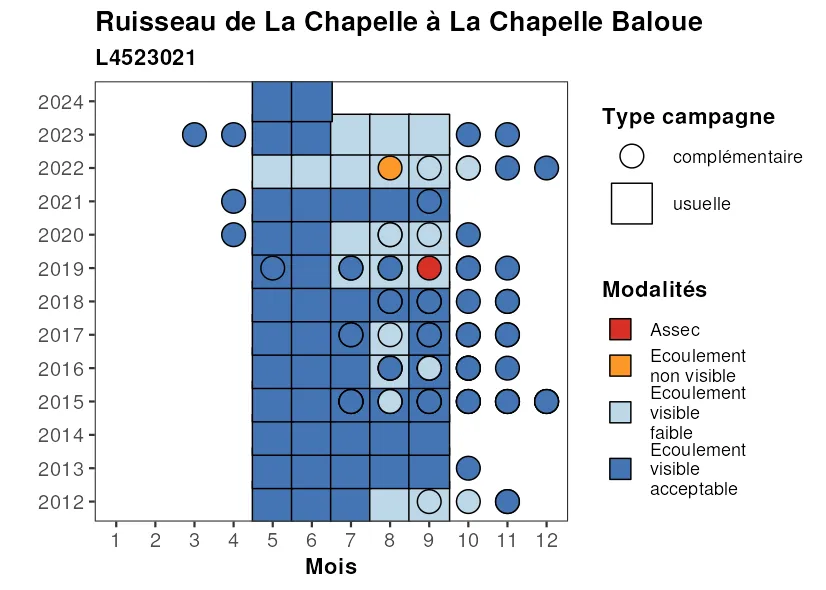 Ruisseau de La Chapelle à La Chapelle Baloue
L4523021
2024
2023
2022
2021
2020
2019
2018
2017
2016
2015
2014
2013
2012
1 2 3 4 5 6 7 8 9 10 11 12
Mois
Type campagne
complémentaire
usuelle
Modalités
Assec
Ecoulement
non visible
Ecoulement
visible
faible
Ecoulement
visible
acceptable